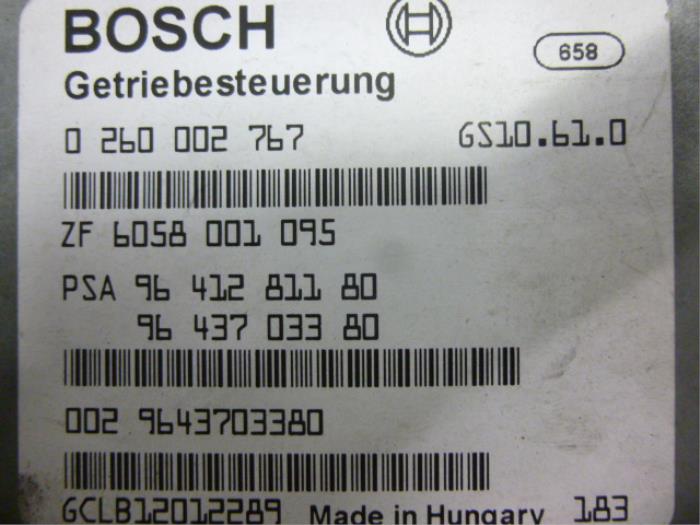 BOSCH
658
Getriebesteuerung
0 260 002 767 GS10.61.0
ZF 6058 001 095
PSA 96 412 811 80
96 437 033 80
002 9643703380
GCLB12012289 Made in Hungary 183